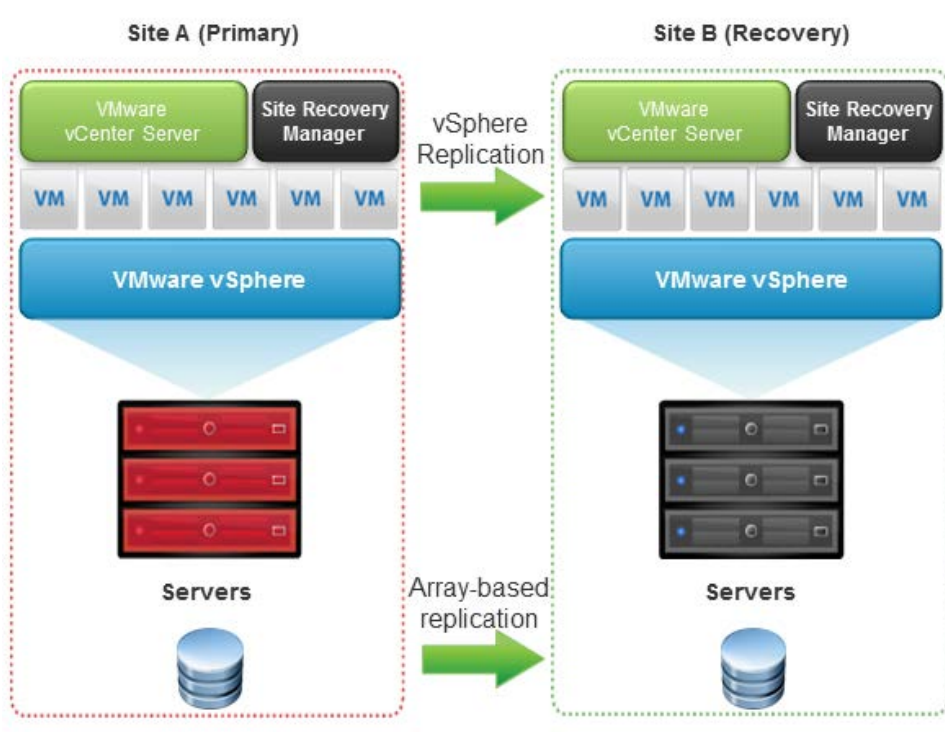 Site A (Primary)
Site B (Recovery)
VMware
vCenter Server
Site Recovery
Manager
vSphere
Replication
VMware
vCenter Server
Site Recovery
Manager
VM VM VM VM VM VM
VM VM VM VM VM VM
VMware vSphere
VMware vSphere
Servers
Array-based
replication
Servers